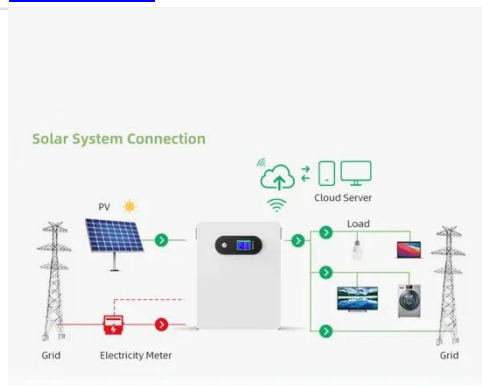 Solar System Connection
Cloud Server
PV
Load
Grid
Electricity Meter
Grid